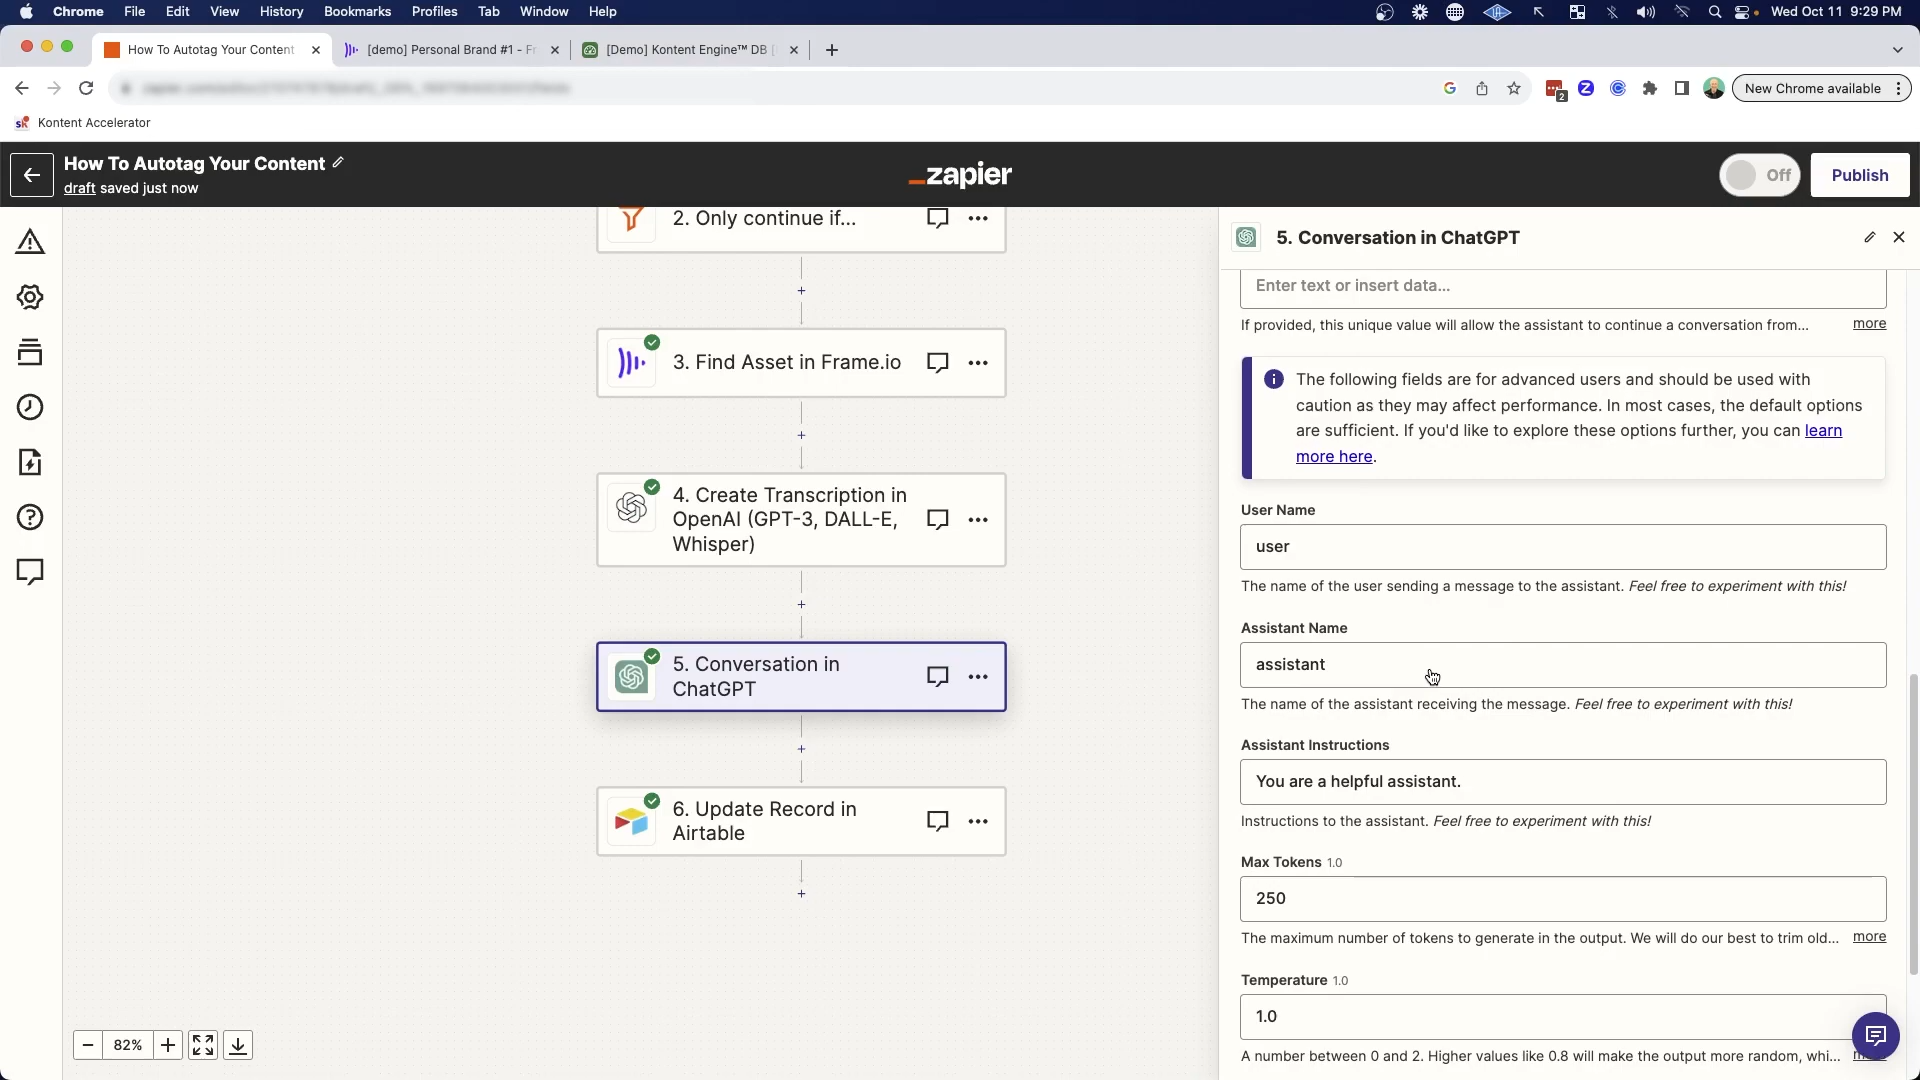 Chrome File Edit View History Bookmarks Profiles Tab Window Help Wed Oct 11 9:29 PM
How To Autotag Your Content [demo] Personal Brand #1 - Fr [Demo] Kontent Engine™ DB
2 New Chrome available
sK Kontent Accelerator
How To Autotag Your Content
draft saved just now
_zapier
Off
Publish
2. Only continue if...
3. Find Asset in Frame.io
4. Create Transcription in
OpenAI (GPT-3, DALL-E,
Whisper)
5. Conversation in
ChatGPT
6. Update Record in
Airtable
82%
5. Conversation in ChatGPT
Enter text or insert data...
If provided, this unique value will allow the assistant to continue a conversation from... more
The following fields are for advanced users and should be used with
caution as they may affect performance. In most cases, the default options
are sufficient. If you'd like to explore these options further, you can learn
more here.
User Name
user
The name of the user sending a message to the assistant. Feel free to experiment with this!
Assistant Name
assistant
The name of the assistant receiving the message. Feel free to experiment with this!
Assistant Instructions
You are a helpful assistant.
Instructions to the assistant. Feel free to experiment with this!
Max Tokens 1.0
250
The maximum number of tokens to generate in the output. We will do our best to trim old... more
Temperature 1.0
1.0
A number between 0 and 2. Higher values like 0.8 will make the output more random, whi...